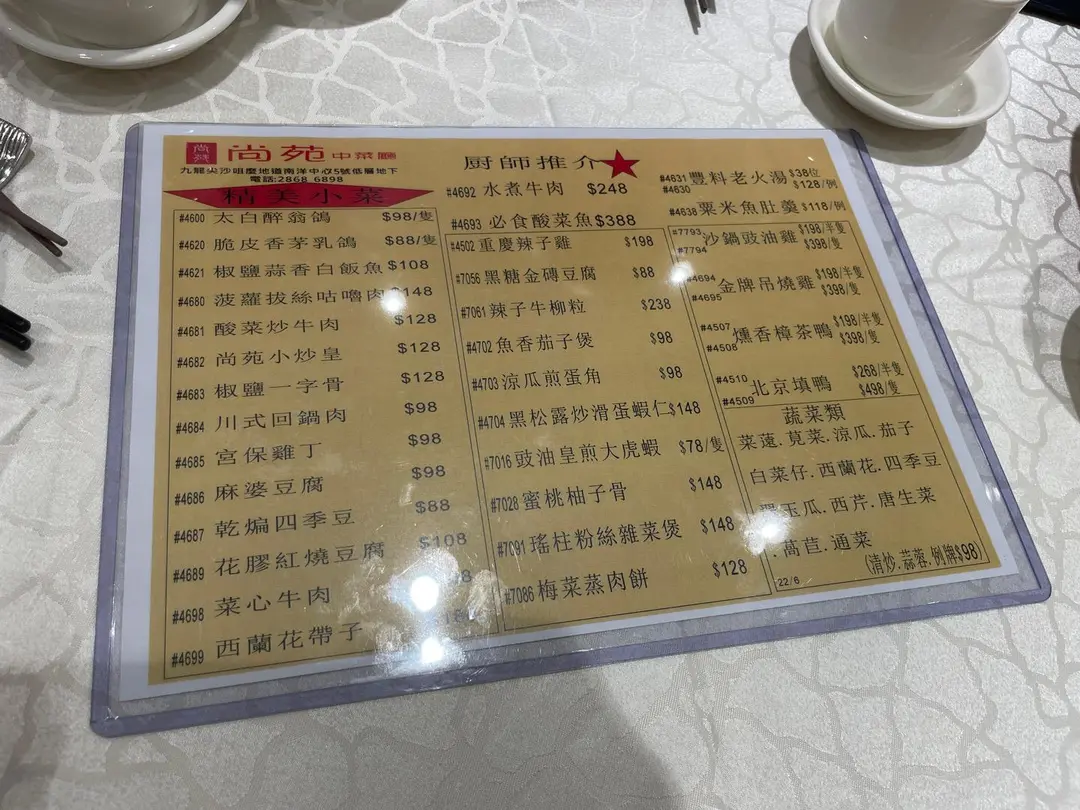 尚苑 尚苑 中菜廳
九龍尖沙咀麼地道南洋中心5號低層地下
電話:2868 6898
精美小菜
#4600 太白醉翁鴿 $98/隻
#4620 脆皮香茅乳鴿 $88/隻
#4621 椒鹽蒜香白飯魚 $108
#4680 菠蘿拔絲咕嚕肉 $148
#4681 酸菜炒牛肉 $128
#4682 尚苑小炒皇 $128
#4683 椒鹽一字骨 $128
#4684 川式回鍋肉 $98
#4685 宮保雞丁 $98
#4686 麻婆豆腐 $98
#4687 乾煸四季豆 $88
#4689 花膠紅燒豆腐 $108
#4698 菜心牛肉
#4699 西蘭花帶子
厨師推介
#4692 水煮牛肉 $248
#4693 必食酸菜魚 $388
#4502 重慶辣子雞 $198
#7056 黑糖金磚豆腐 $88
#7061 辣子牛柳粒 $238
#4702 魚香茄子煲 $98
#4703 涼瓜煎蛋角 $98
#4704 黑松露炒滑蛋蝦仁 $148
#7016 豉油皇煎大虎蝦 $78/隻
#7028 蜜桃柚子骨 $148
#7091 瑤柱粉絲雜菜煲 $148
#7086 梅菜蒸肉餅 $128
#4631 豐料老火湯 $38位
#4630 $128/例
#4638 粟米魚肚羹 $118/例
#7793 沙鍋豉油雞 $198/半隻
#7794 $398/隻
#4694 金牌吊燒雞 $198/半隻
#4695 $398/隻
#4507 燻香樟茶鴨 $198/半隻
#4508 $398/隻
#4510 北京填鴨 $268/半隻
#4509 $498/隻
蔬菜類
菜薳.莧菜.涼瓜.茄子
白菜仔.西蘭花.四季豆
玉瓜.西芹.唐生菜
萵苣.通菜
(清炒.蒜蓉.例牌$98)
22/6